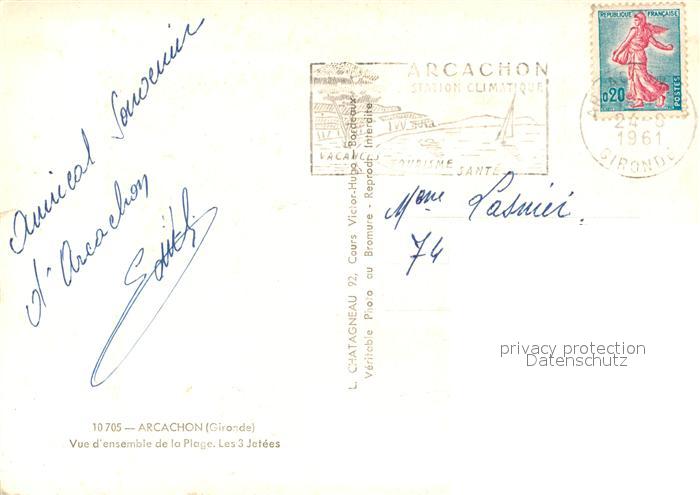 Amical Souvenir
d'Arcachon
10 705 — ARCACHON (Gironde)
Vue d'ensemble de la Plage. Les 3 Jetées
L. CHATAGNEAU 92, Cours Victor-Hugo Bordeaux
Véritable Photo au Bromure - Reprod. Interdite
ARCACHON
STATION CLIMATIQUE
VACANCES TOURISME SANTÉ
REPUBLIQUE FRANÇAISE
0,20
POSTES
24-8
1961
GIRONDE
Mme Lasnier.
74
privacy protection
Datenschutz